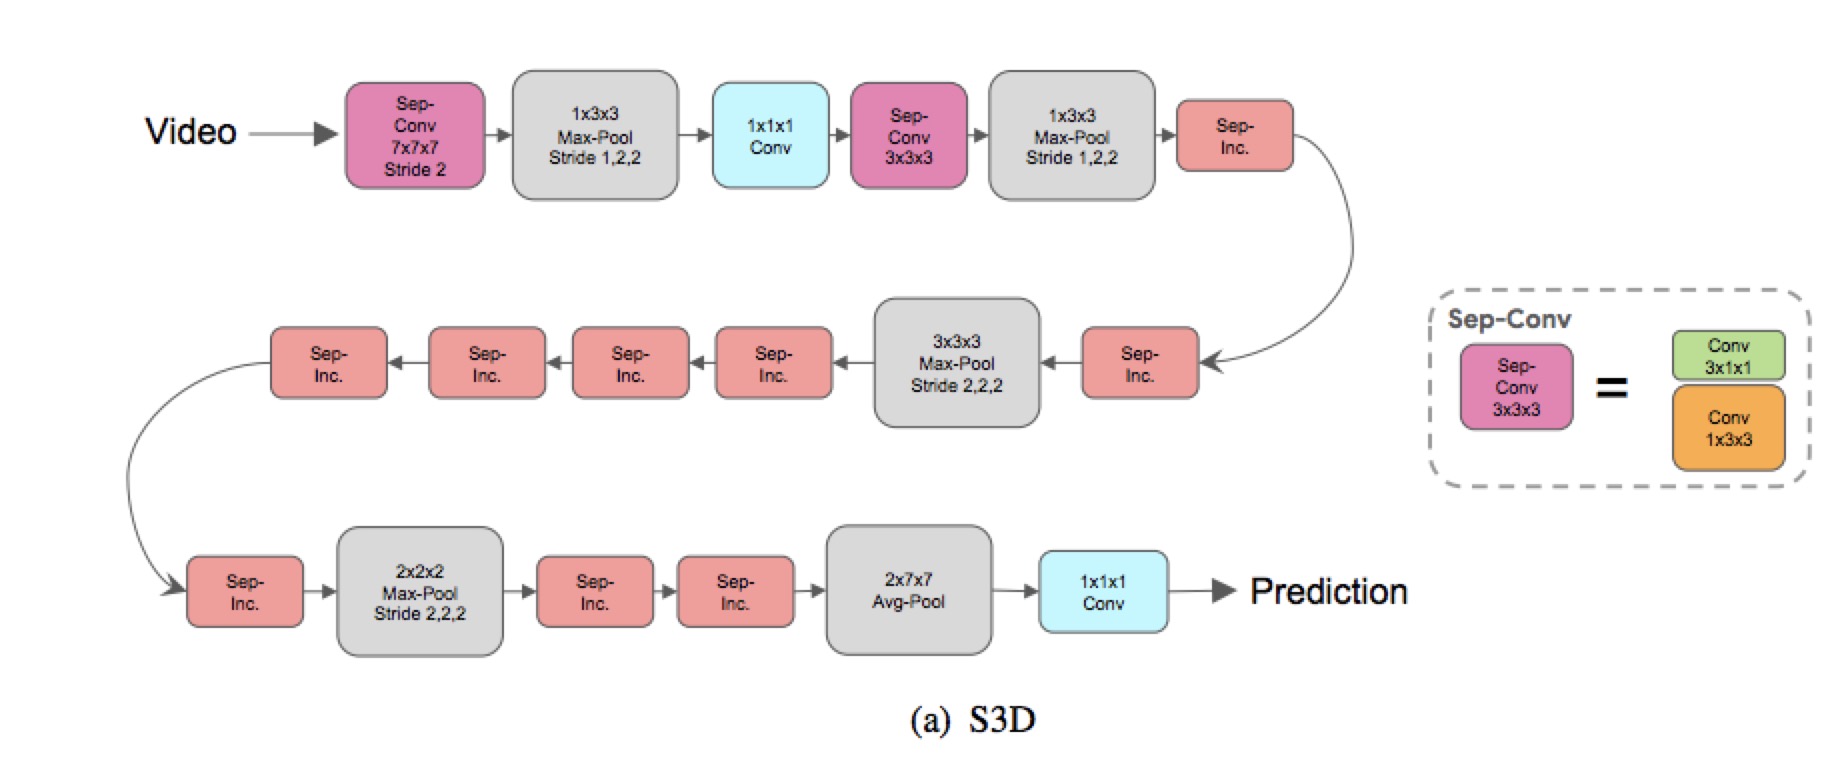 Video
Sep-
Conv
7x7x7
Stride 2
1x3x3
Max-Pool
Stride 1,2,2
1x1x1
Conv
Sep-
Conv
3x3x3
1x3x3
Max-Pool
Stride 1,2,2
Sep-
Inc.
Sep-
Inc.
3x3x3
Max-Pool
Stride 2,2,2
Sep-
Inc.
Sep-
Inc.
Sep-
Inc.
Sep-
Inc.
Sep-
Inc.
2x2x2
Max-Pool
Stride 2,2,2
Sep-
Inc.
Sep-
Inc.
2x7x7
Avg-Pool
1x1x1
Conv
Prediction
Sep-Conv
Sep-
Conv
3x3x3
=
Conv
3x1x1
Conv
1x3x3
(a) S3D